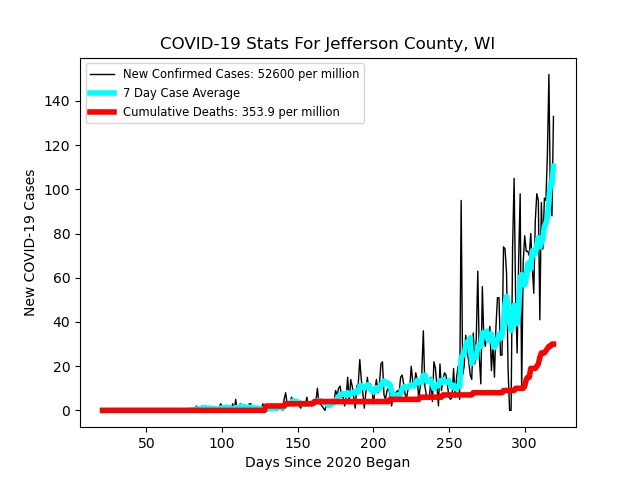 COVID-19 Stats For Jefferson County, WI
New Confirmed Cases: 52600 per million
7 Day Case Average
Cumulative Deaths: 353.9 per million
New COVID-19 Cases
140
120
100
80
60
40
20
0
50 100 150 200 250 300
Days Since 2020 Began